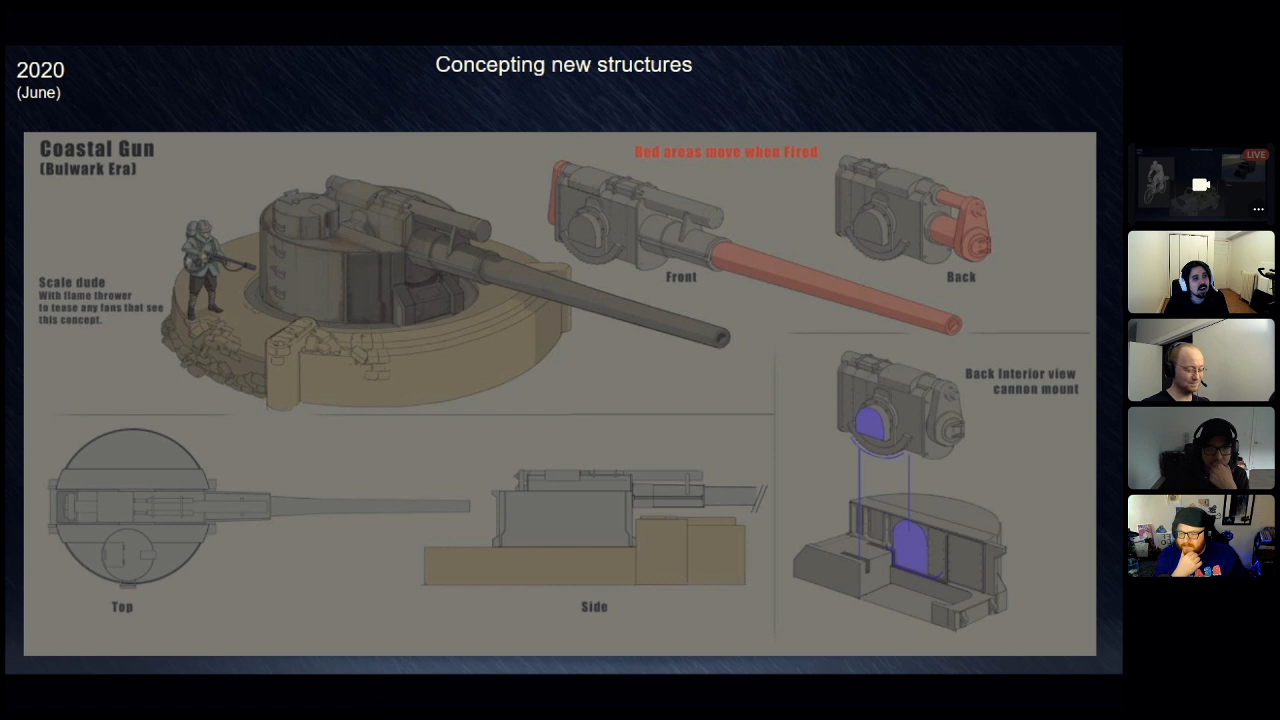 2020
(June)
Concepting new structures
Coastal Gun
(Bulwark Era)
Red areas move when Fired
Scale dude
With flame thrower
to tease any fans that see
this concept.
Front
Back
Back Interior view
cannon mount
Top
Side
LIVE